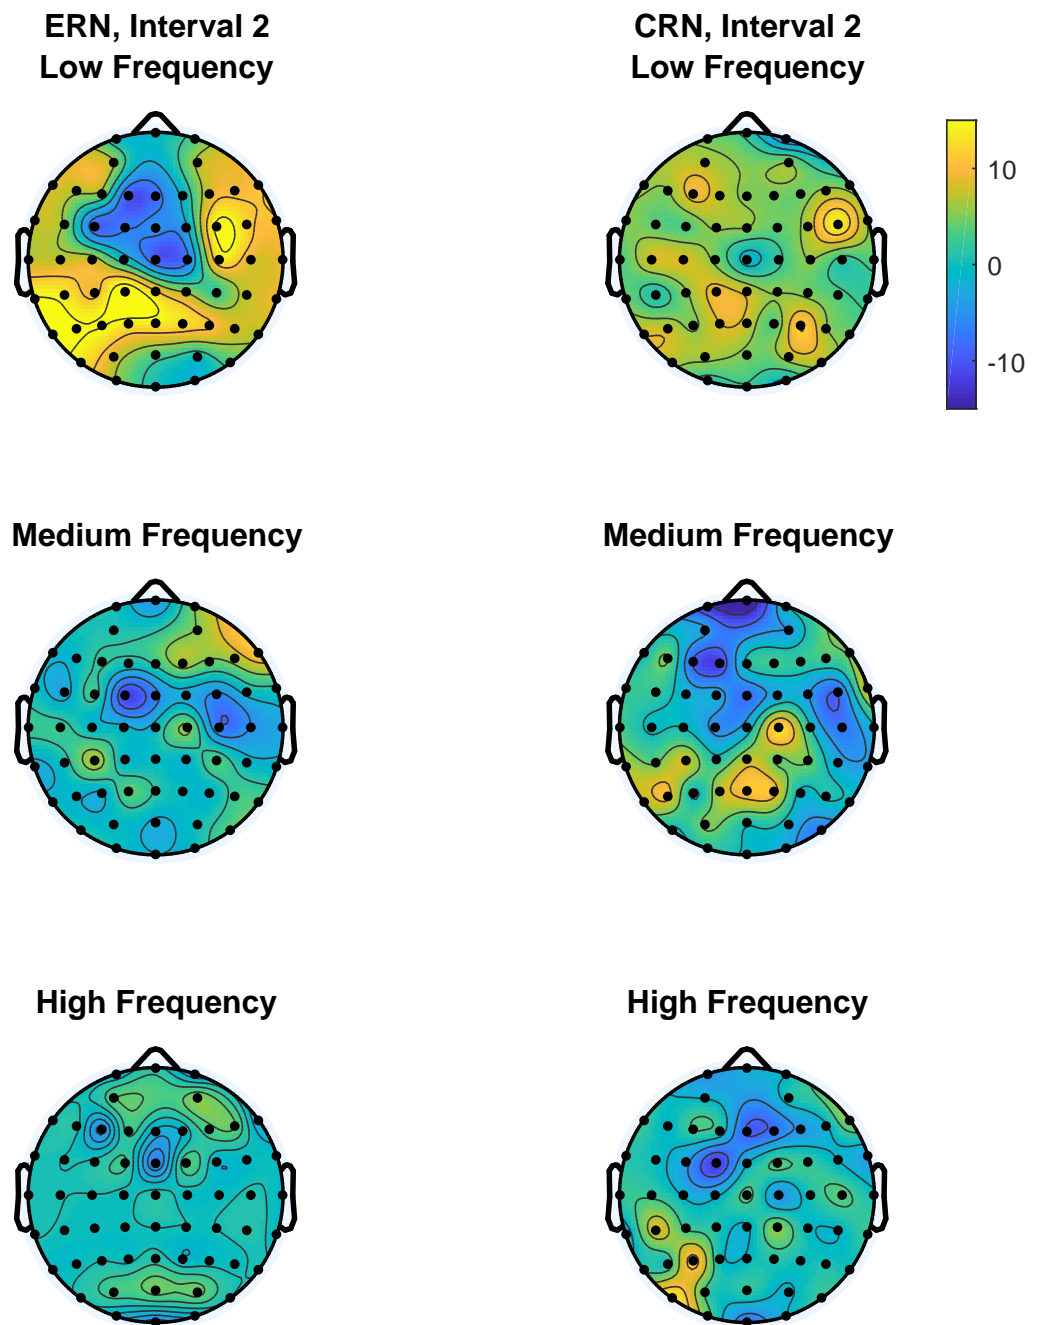 ERN, Interval 2
Low Frequency
CRN, Interval 2
Low Frequency
10
0
-10
Medium Frequency
Medium Frequency
High Frequency
High Frequency